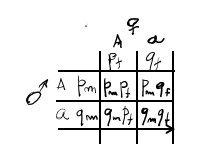 ♀
A a
p_f q_f
♂ A p_m p_m p_f p_m q_f
a q_m q_m p_f q_m q_f